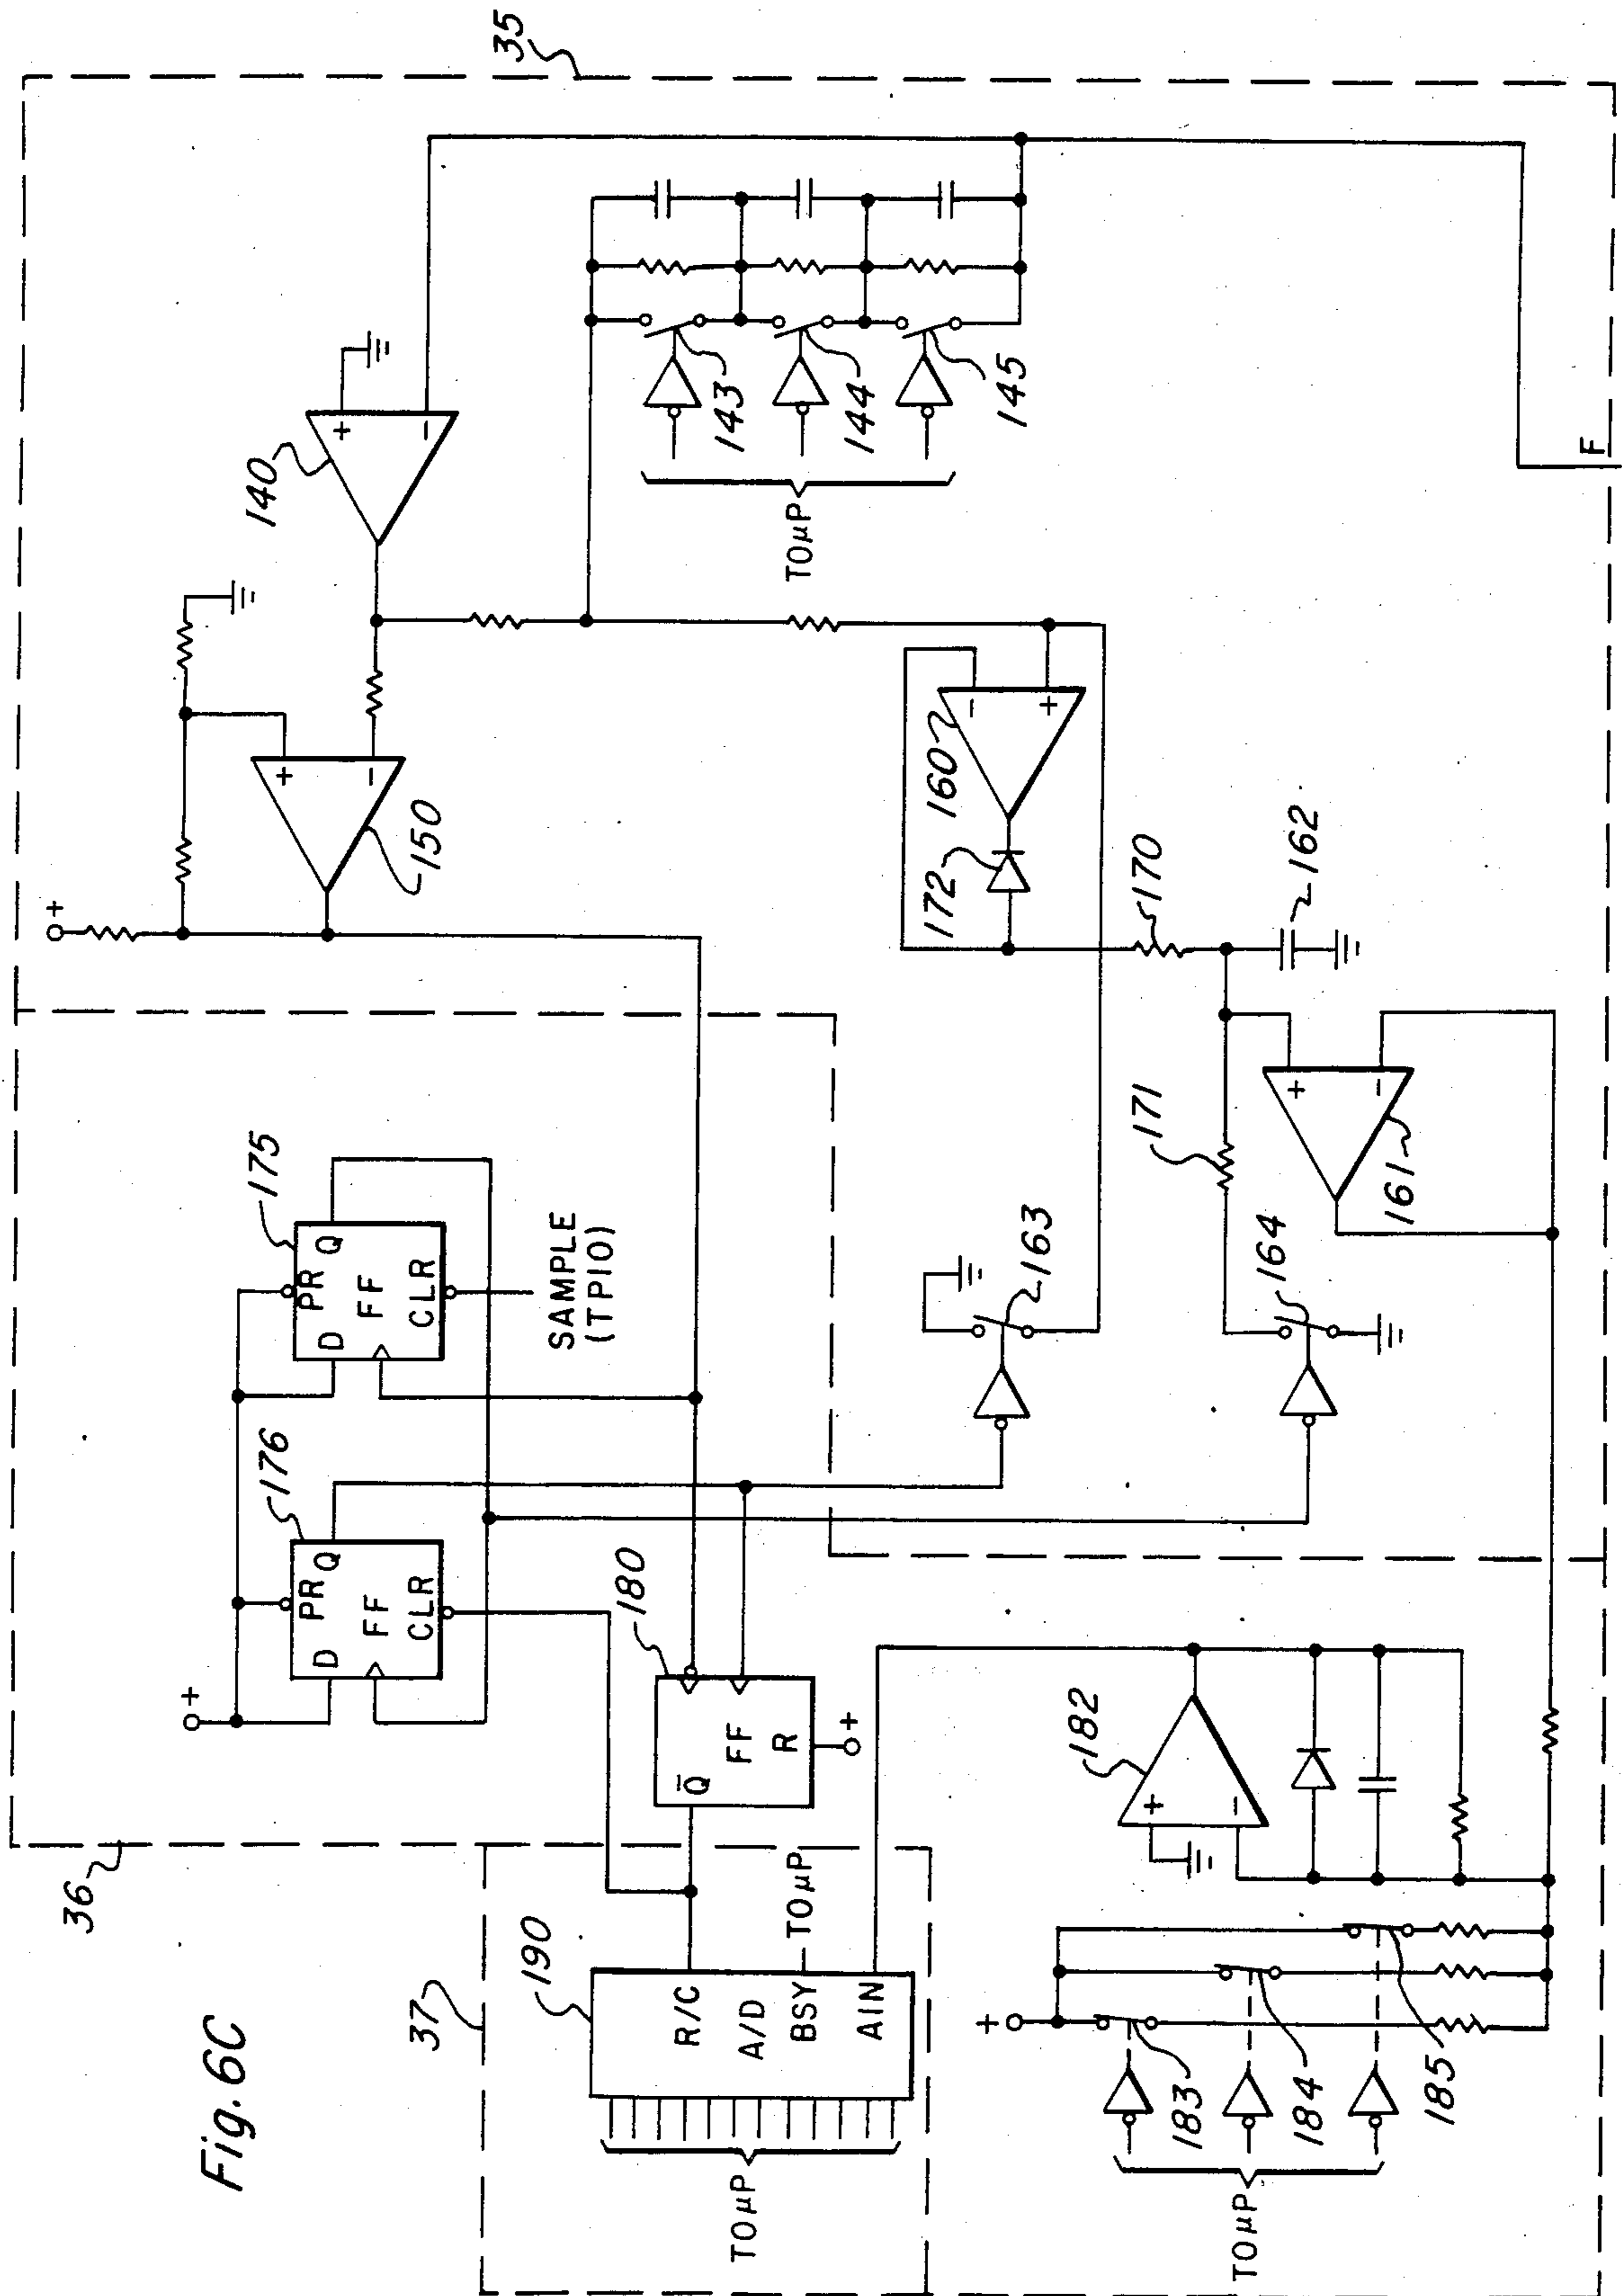 Fig. 6C
36
37
35
190
R/C
A/D
BSY
AIN
TO µP
TO µP
176
D
PR
Q
FF
CLR
+
175
D
PR
Q
FF
CLR
SAMPLE
(TP10)
180
Q̅
FF
R
+
150
+
-
+
140
+
-
143
144
145
TO µP
F
160
-
+
172
170
162
171
161
+
-
163
164
182
+
-
+
183
184
185
TO µP